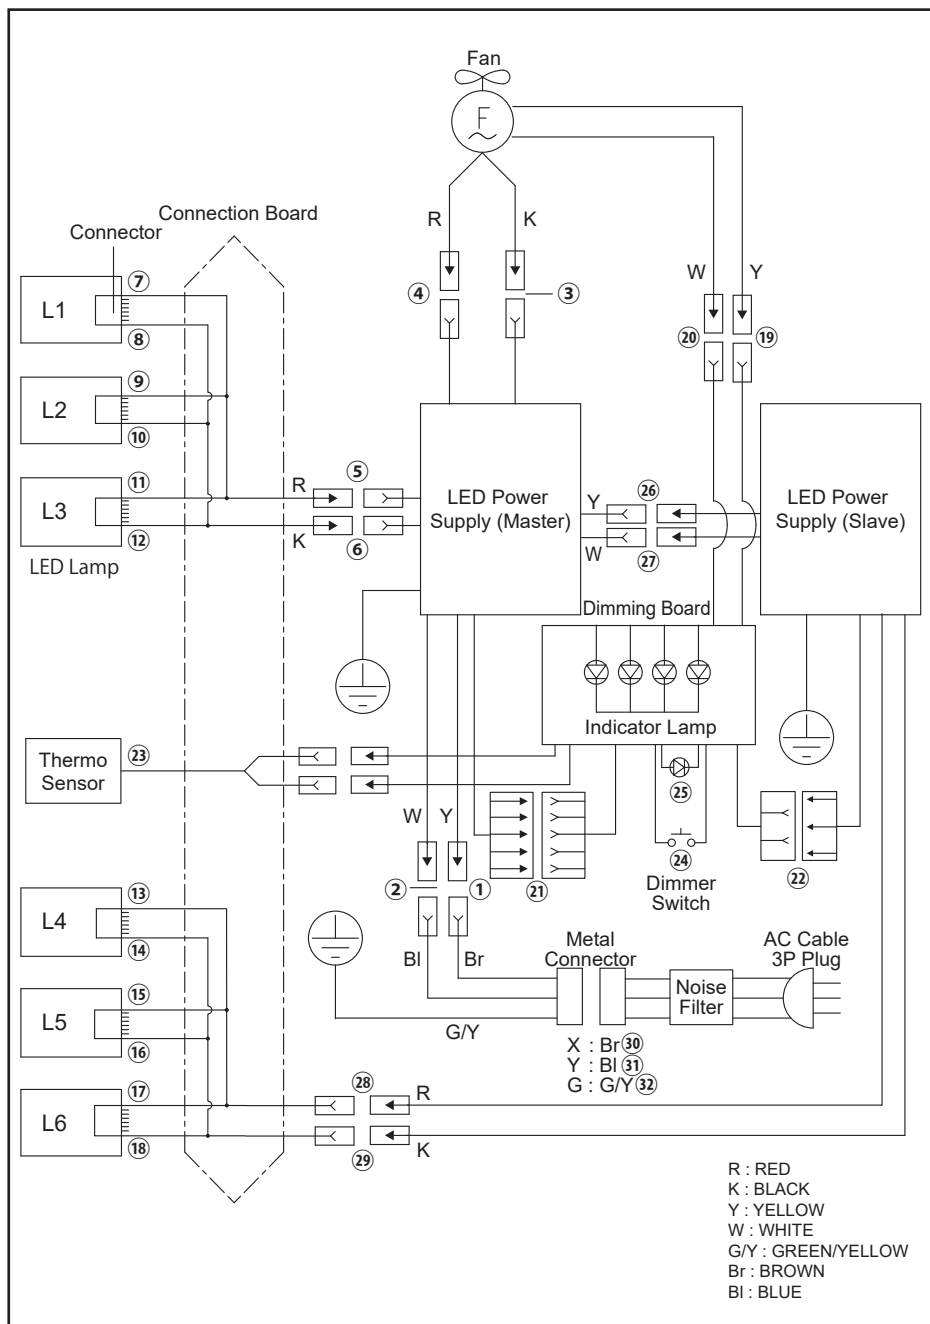 Fan
F
R
K
Connection Board
Connector
④
③
W
Y
⑳
⑲
L1
⑦
⑧
L2
⑨
⑩
L3
⑪
⑫
LED Lamp
R
⑤
K
⑥
LED Power
Supply (Master)
Y
㉖
W
㉗
LED Power
Supply (Slave)
Dimming Board
Indicator Lamp
Thermo
Sensor
㉓
㉕
㉔
Dimmer
Switch
W
Y
②
①
㉑
㉒
Bl
Br
G/Y
Metal
Connector
Noise
Filter
AC Cable
3P Plug
X : Br㉚
Y : Bl㉛
G : G/Y㉜
L4
⑬
⑭
L5
⑮
⑯
L6
⑰
⑱
㉘
R
㉙
K
R : RED
K : BLACK
Y : YELLOW
W : WHITE
G/Y : GREEN/YELLOW
Br : BROWN
Bl : BLUE